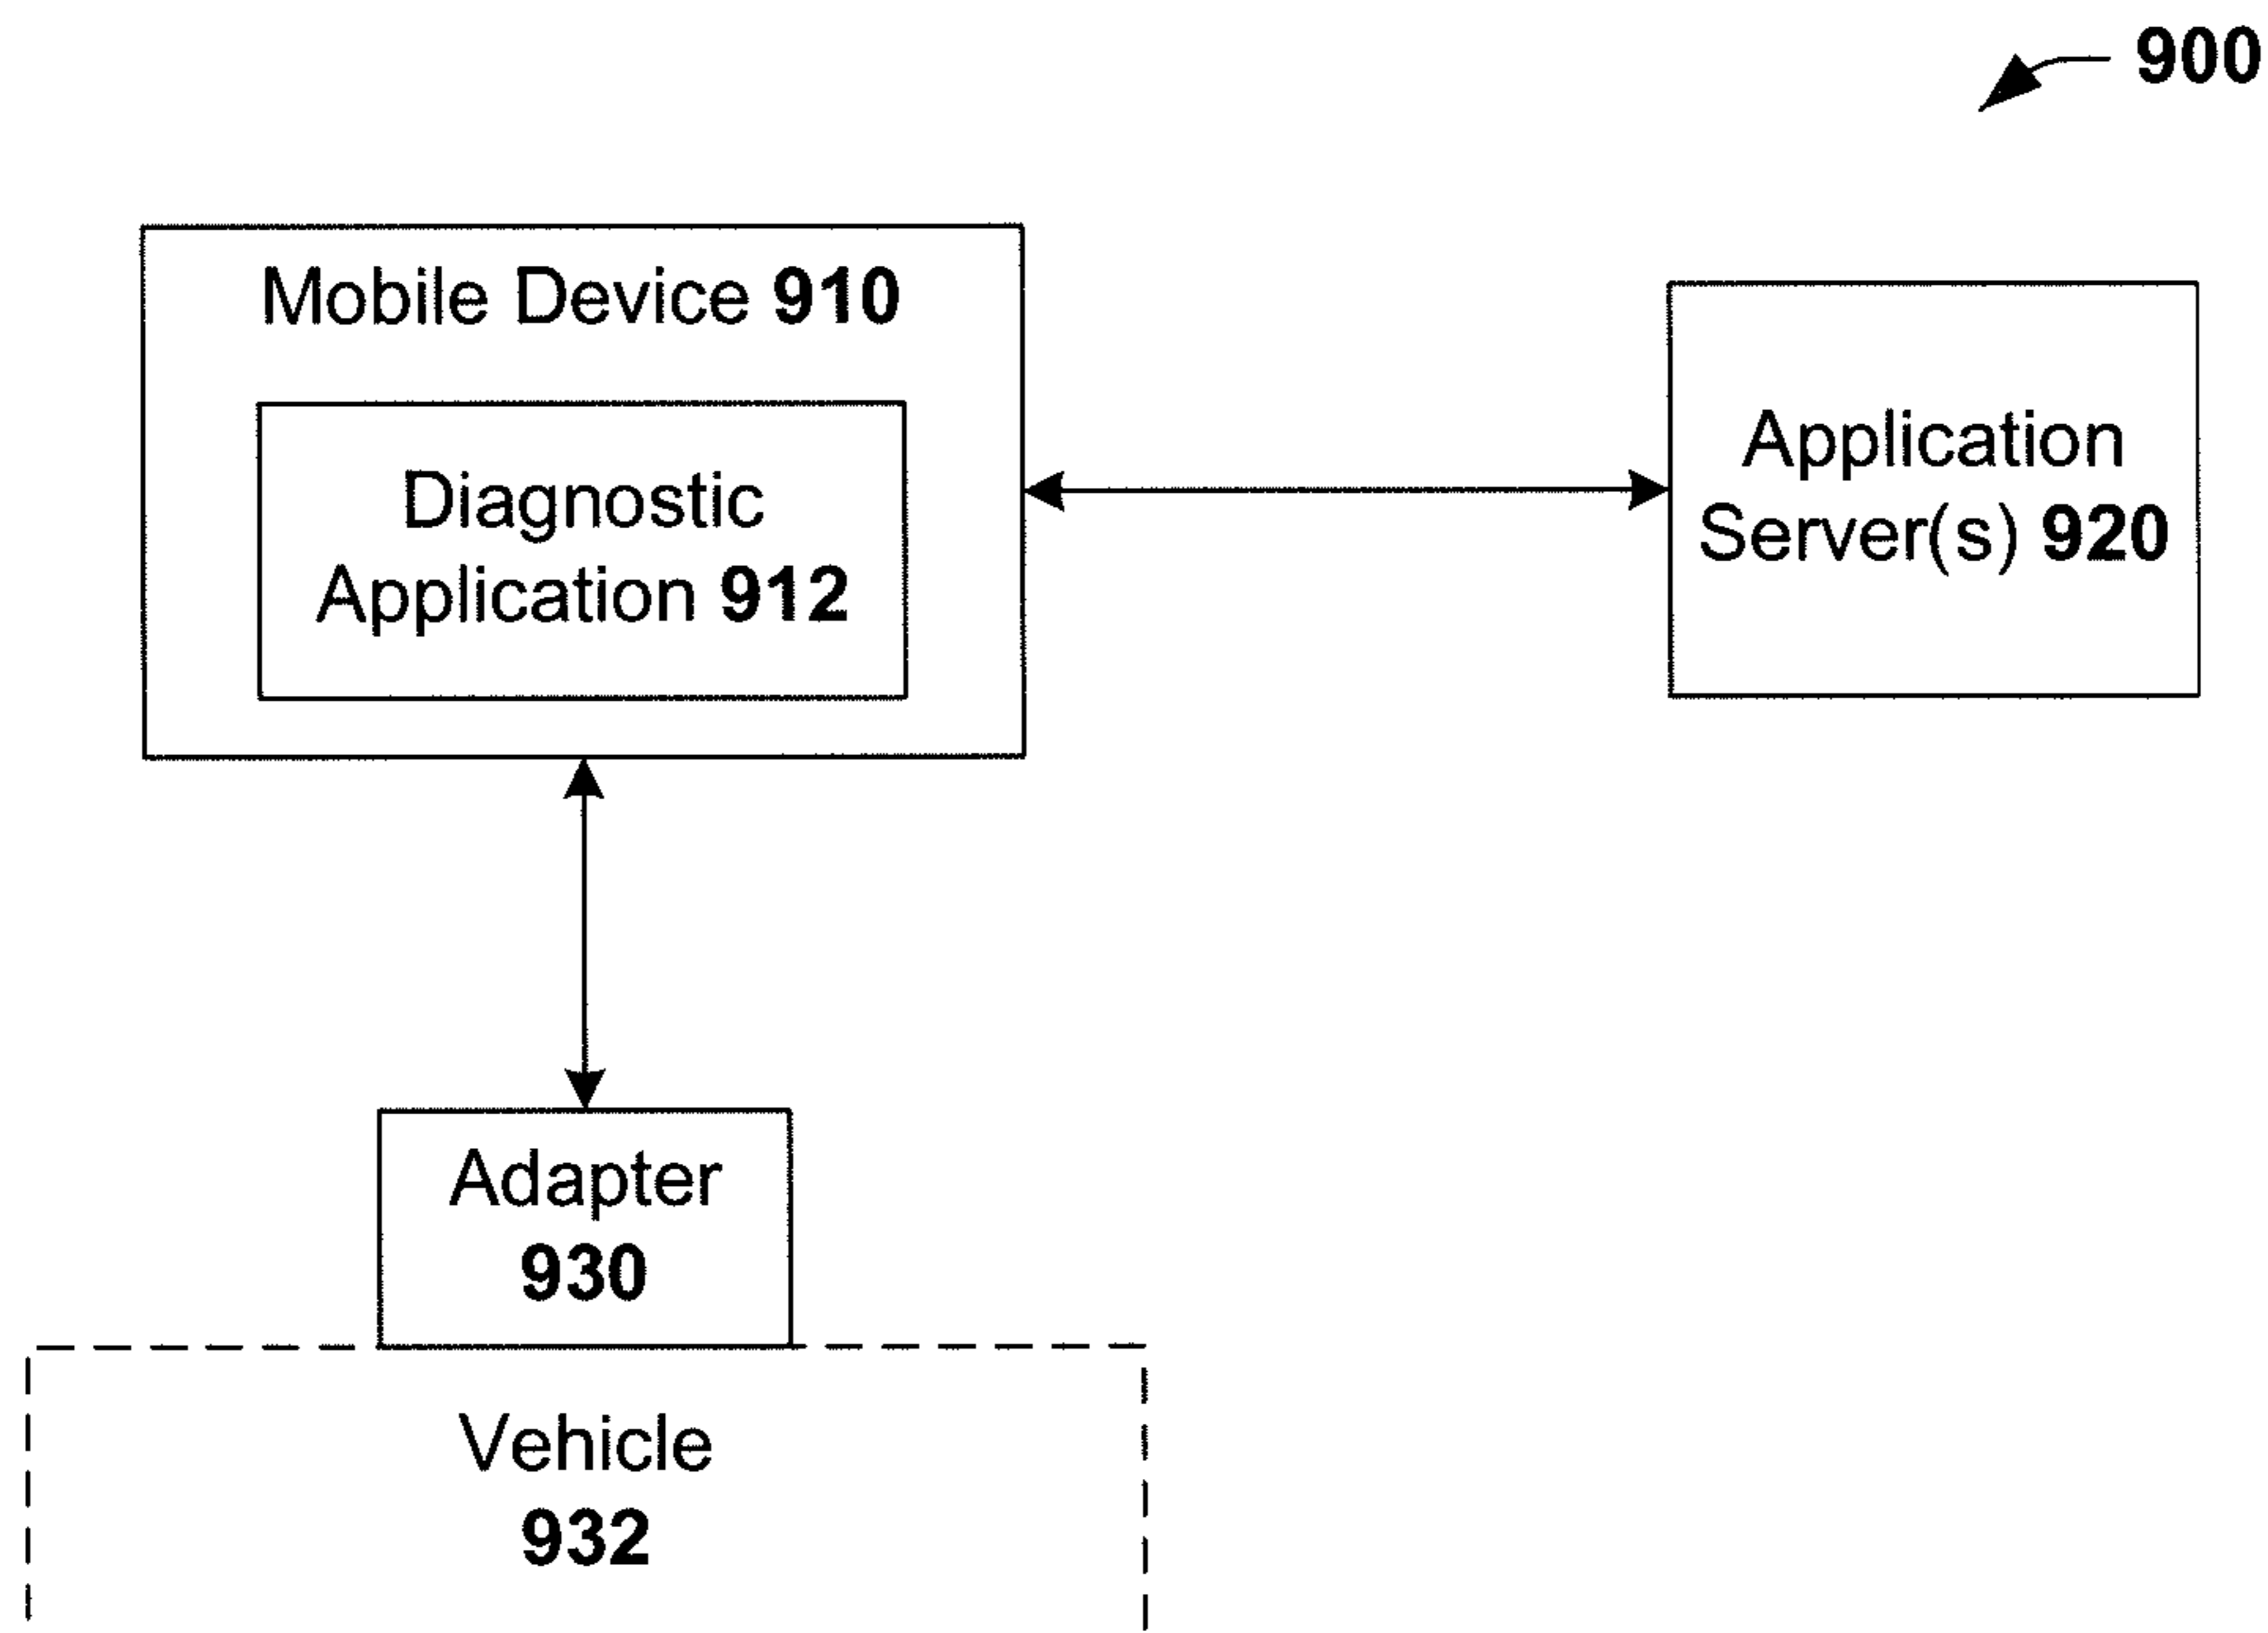 900
Mobile Device 910
Diagnostic
Application 912
Application
Server(s) 920
Adapter
930
Vehicle
932